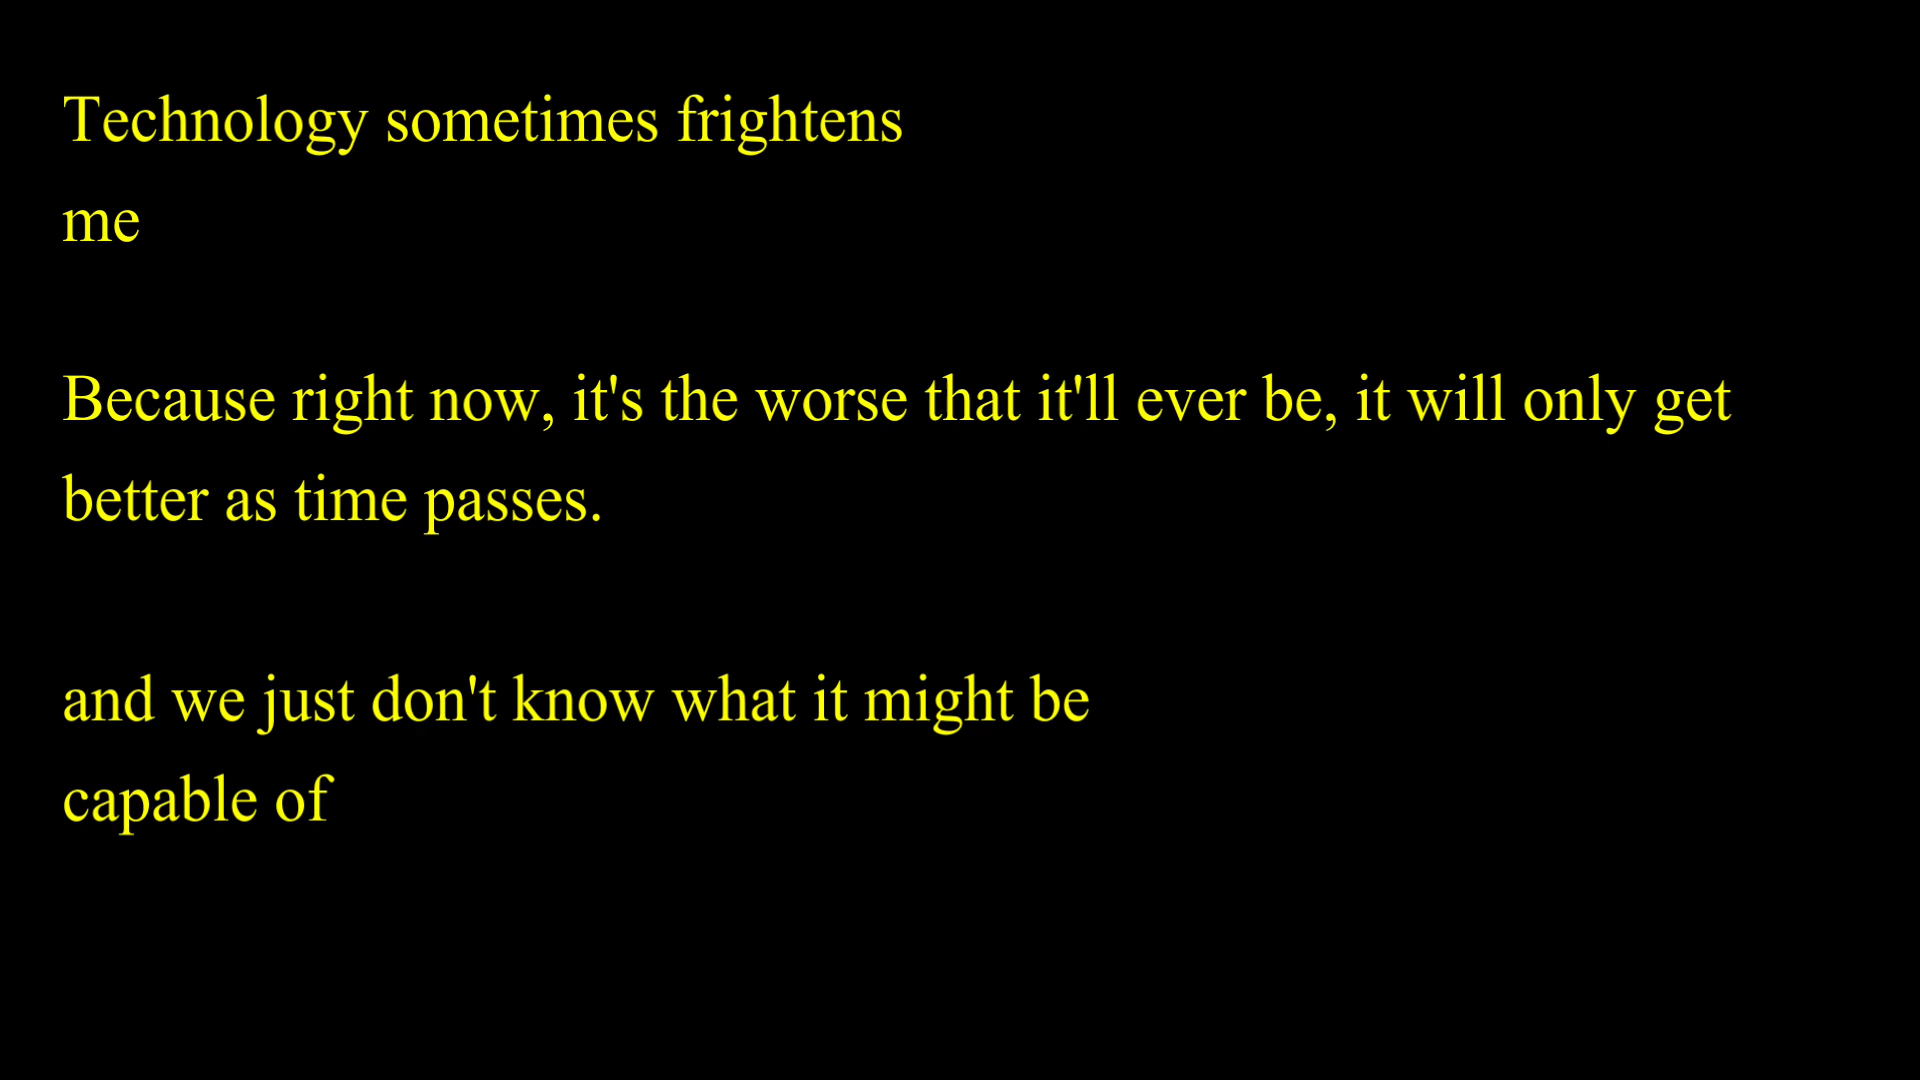 Technology sometimes frightens
me
Because right now, it's the worse that it'll ever be, it will only get
better as time passes.
and we just don't know what it might be
capable of